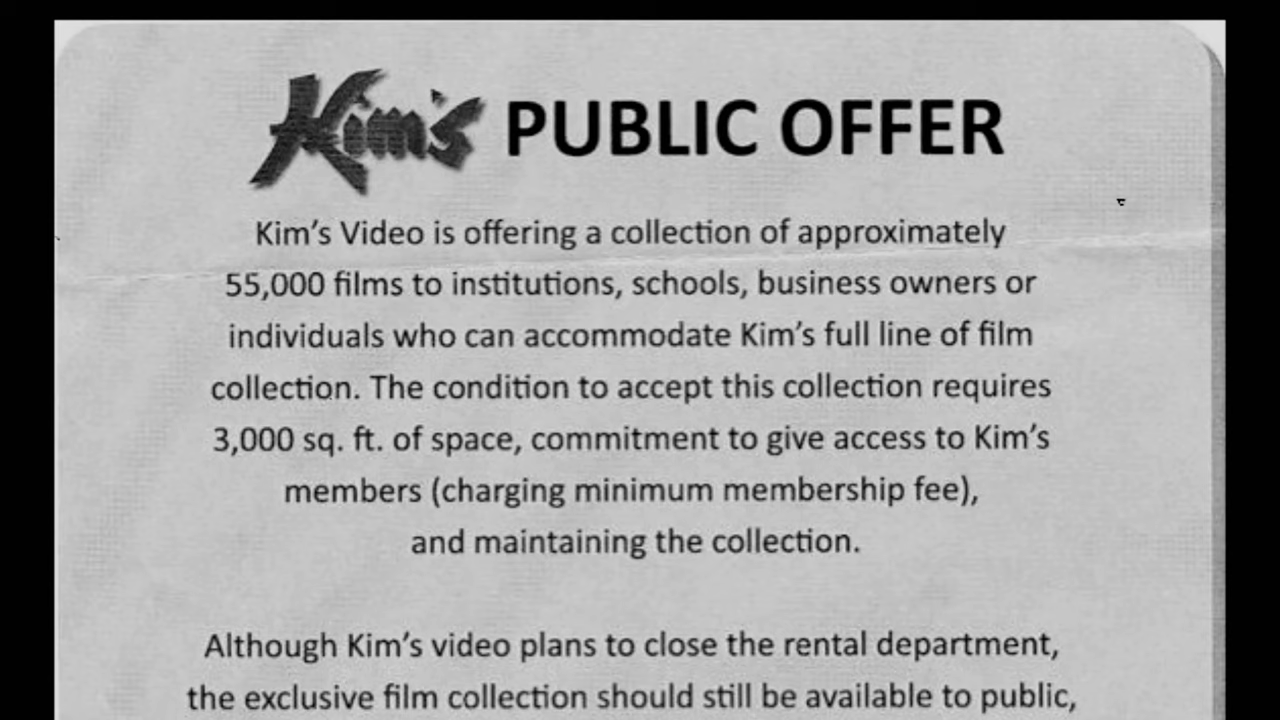 Kim's PUBLIC OFFER
Kim's Video is offering a collection of approximately
55,000 films to institutions, schools, business owners or
individuals who can accommodate Kim's full line of film
collection. The condition to accept this collection requires
3,000 sq. ft. of space, commitment to give access to Kim's
members (charging minimum membership fee),
and maintaining the collection.
Although Kim's video plans to close the rental department,
the exclusive film collection should still be available to public,